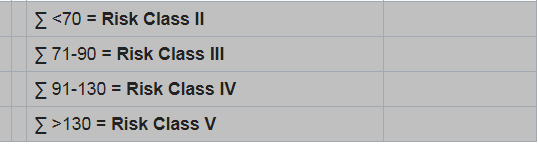 ∑ <70 = Risk Class II
∑ 71-90 = Risk Class III
∑ 91-130 = Risk Class IV
∑ >130 = Risk Class V